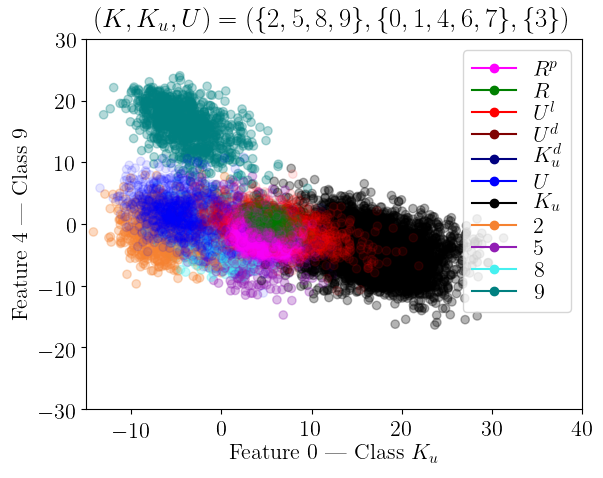 (K, K_u, U) = ({2, 5, 8, 9}, {0, 1, 4, 6, 7}, {3})
30
20
10
0
−10
−20
−30
Feature 4 — Class 9
−10 0 10 20 30 40
Feature 0 — Class K_u
R^p
R
U^l
U^d
K_u^d
U
K_u
2
5
8
9